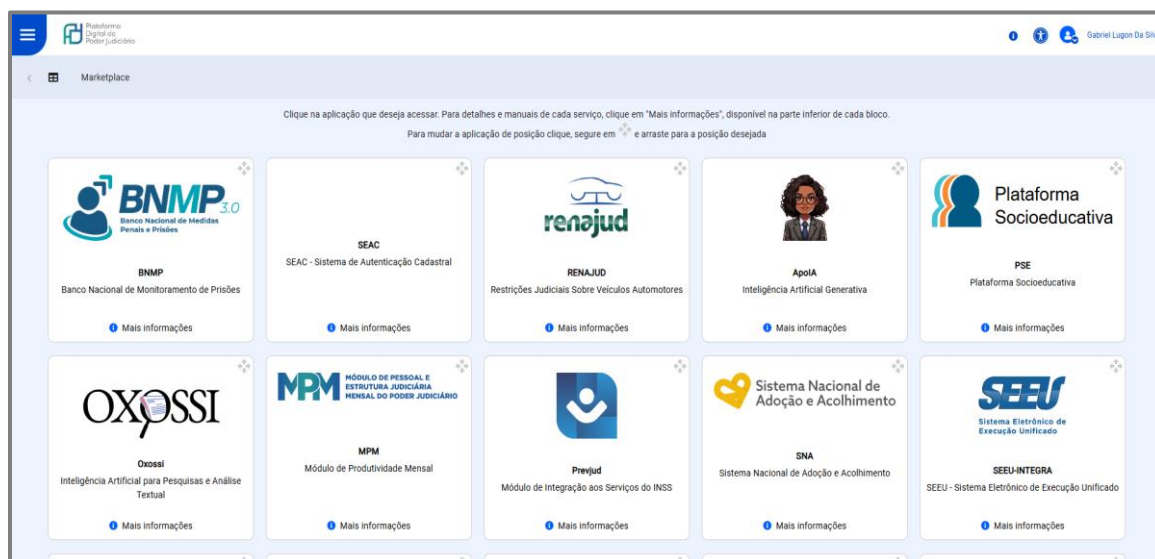 Plataforma
Digital do
Poder Judiciário
Gabriel Lugon Da Sil
Marketplace
Clique na aplicação que deseja acessar. Para detalhes e manuais de cada serviço, clique em "Mais informações", disponível na parte inferior de cada bloco.
Para mudar a aplicação de posição clique, segure em e arraste para a posição desejada
BNMP 3.0
Banco Nacional de Medidas
Penais e Prisões
BNMP
Banco Nacional de Monitoramento de Prisões
Mais informações
SEAC
SEAC - Sistema de Autenticação Cadastral
Mais informações
renajud
RENAJUD
Restrições Judiciais Sobre Veículos Automotores
Mais informações
ApoIA
Inteligência Artificial Generativa
Mais informações
Plataforma
Socioeducativa
PSE
Plataforma Socioeducativa
Mais informações
OXOSSI
Oxossi
Inteligência Artificial para Pesquisas e Análise
Textual
Mais informações
MPM
MÓDULO DE PESSOAL E
ESTRUTURA JUDICIÁRIA
MENSAL DO PODER JUDICIÁRIO
MPM
Módulo de Produtividade Mensal
Mais informações
Prevjud
Módulo de Integração aos Serviços do INSS
Mais informações
Sistema Nacional de
Adoção e Acolhimento
SNA
Sistema Nacional de Adoção e Acolhimento
Mais informações
SEEU
Sistema Eletrônico de
Execução Unificado
SEEU-INTEGRA
SEEU - Sistema Eletrônico de Execução Unificado
Mais informações